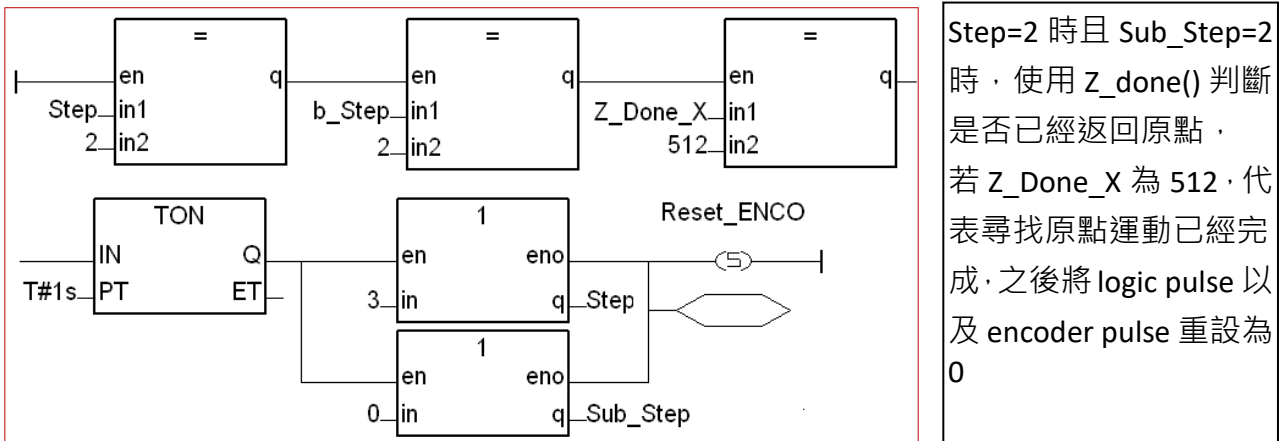 = = =
en q en q en q
Step in1 b_Step in1 Z_Done_X in1
2 in2 2 in2 512 in2
TON 1 Reset_ENCO
IN Q en eno S
T#1s PT ET 3 in q Step
1
en eno
0 in q Sub_Step
Step=2 時且 Sub_Step=2
時，使用 Z_done() 判斷
是否已經返回原點，
若 Z_Done_X 為 512，代
表尋找原點運動已經完
成，之後將 logic pulse 以
及 encoder pulse 重設為
0